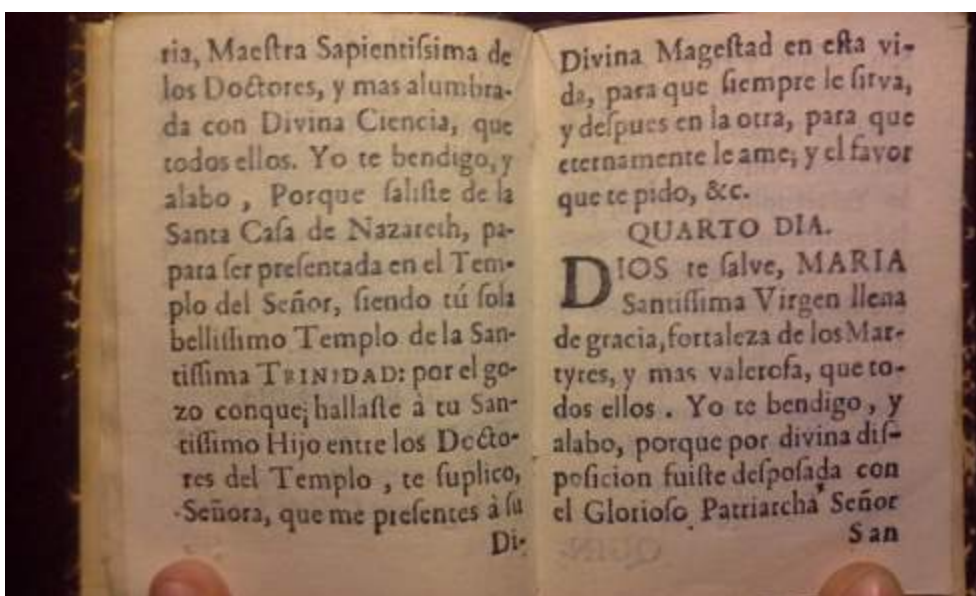 ria, Maeſtra Sapientiſsima de
los Doctores, y mas alumbra-
da con Divina Ciencia, que
todos ellos. Yo te bendigo, y
alabo, Porque ſaliſte de la
Santa Caſa de Nazareth, pa-
para ſer preſentada en el Tem-
plo del Señor, ſiendo tú ſola
belliſſimo Templo de la San-
tiſſima TRINIDAD: por el go-
zo conque; hallaſte à tu San-
tiſſimo Hijo entre los Docto-
res del Templo, te ſuplico,
Señora, que me preſentes à ſu
Di-
Divina Mageſtad en eſta vi-
da, para que ſiempre le ſirva,
y deſpues en la otra, para que
eternamente le ame; y el favor
que te pido, &c.
QUARTO DIA.
DIOS te ſalve, MARIA
Santiſſima Virgen llena
de gracia, fortaleza de los Mar-
tyres, y mas valeroſa, que to-
dos ellos. Yo te bendigo, y
alabo, porque por divina diſ-
poſicion fuiſte deſpoſada con
el Glorioſo Patriarcha Señor
San